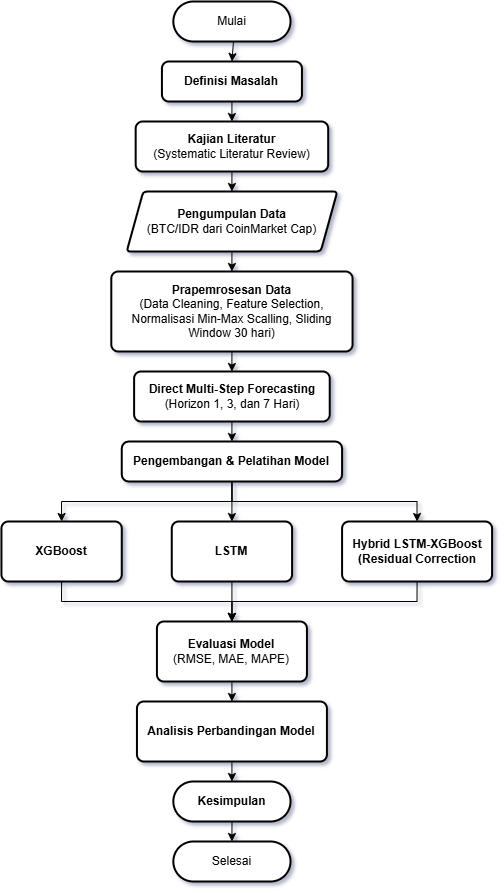 Mulai
Definisi Masalah
Kajian Literatur
(Systematic Literatur Review)
Pengumpulan Data
(BTC/IDR dari CoinMarket Cap)
Prapemrosesan Data
(Data Cleaning, Feature Selection,
Normalisasi Min-Max Scalling, Sliding
Window 30 hari)
Direct Multi-Step Forecasting
(Horizon 1, 3, dan 7 Hari)
Pengembangan & Pelatihan Model
XGBoost
LSTM
Hybrid LSTM-XGBoost
(Residual Correction
Evaluasi Model
(RMSE, MAE, MAPE)
Analisis Perbandingan Model
Kesimpulan
Selesai